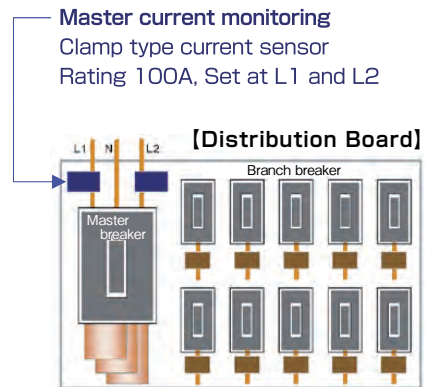 Master current monitoring
Clamp type current sensor
Rating 100A, Set at L1 and L2
【Distribution Board】
L1 N L2
Branch breaker
Master
breaker